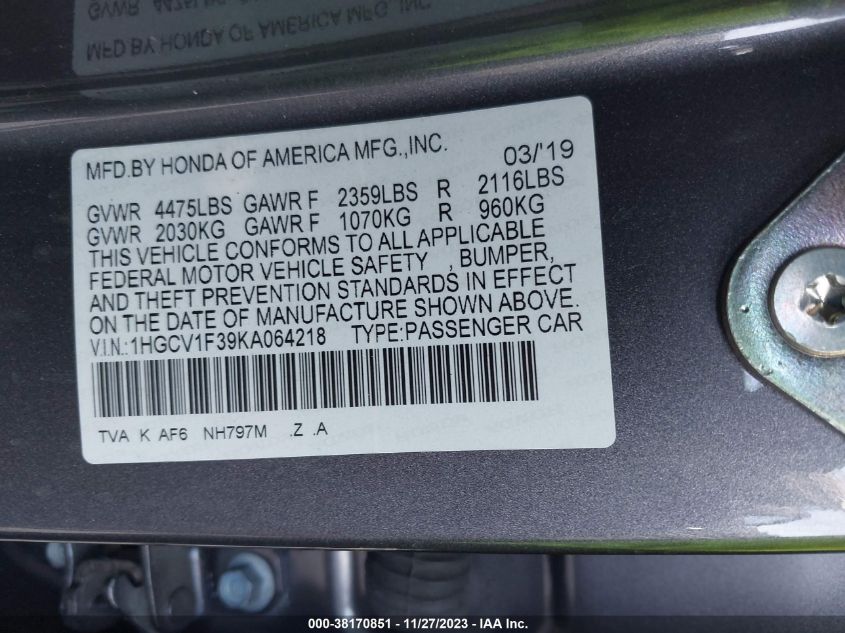 MFD.BY HONDA OF AMERICA MFG.,INC. 03/'19
GVWR 4475LBS GAWR F 2359LBS R 2116LBS
GVWR 2030KG GAWR F 1070KG R 960KG
THIS VEHICLE CONFORMS TO ALL APPLICABLE
FEDERAL MOTOR VEHICLE SAFETY , BUMPER,
AND THEFT PREVENTION STANDARDS IN EFFECT
ON THE DATE OF MANUFACTURE SHOWN ABOVE.
V.I.N.:1HGCV1F39KA064218 TYPE:PASSENGER CAR
TVA K AF6 NH797M .Z .A
000-38170851 - 11/27/2023 - IAA Inc.